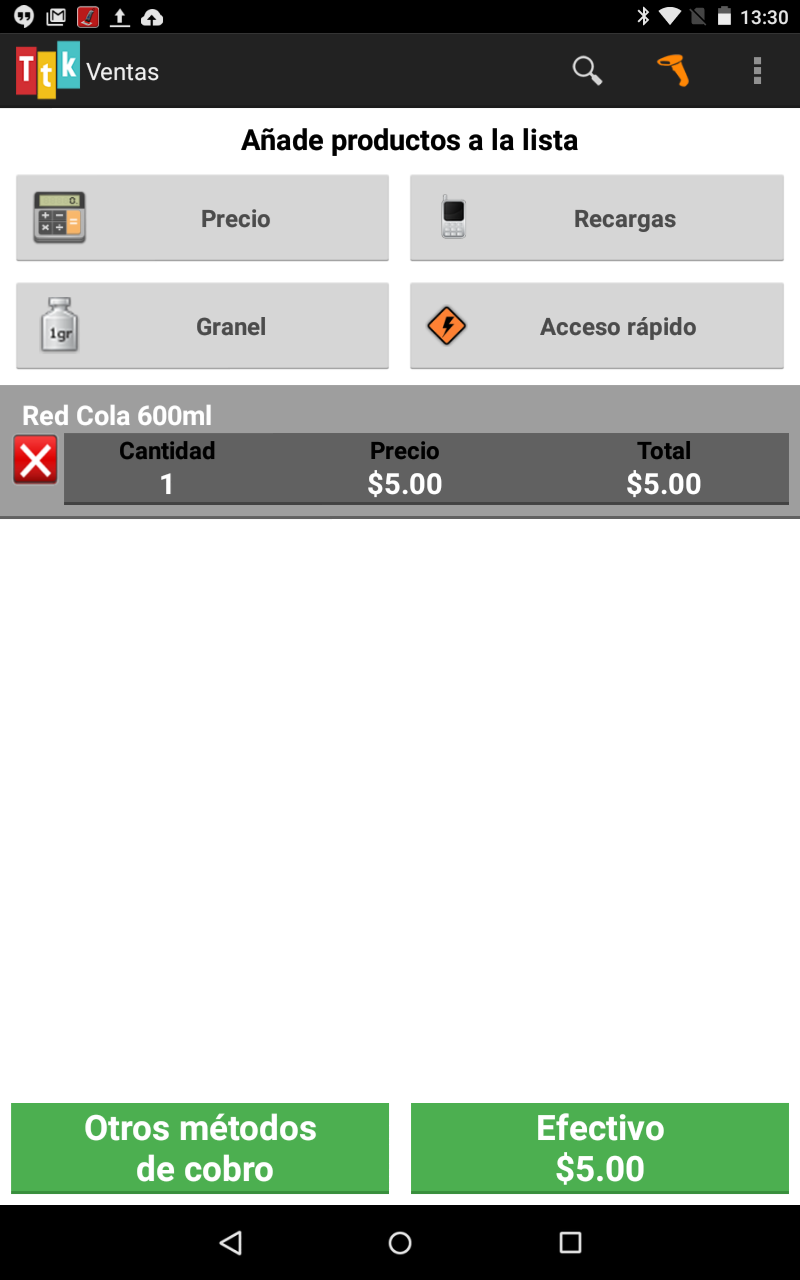 13:30
Ttk Ventas
Añade productos a la lista
Precio
Recargas
1gr
Granel
Acceso rápido
Red Cola 600ml
Cantidad Precio Total
1 $5.00 $5.00
Otros métodos
de cobro
Efectivo
$5.00